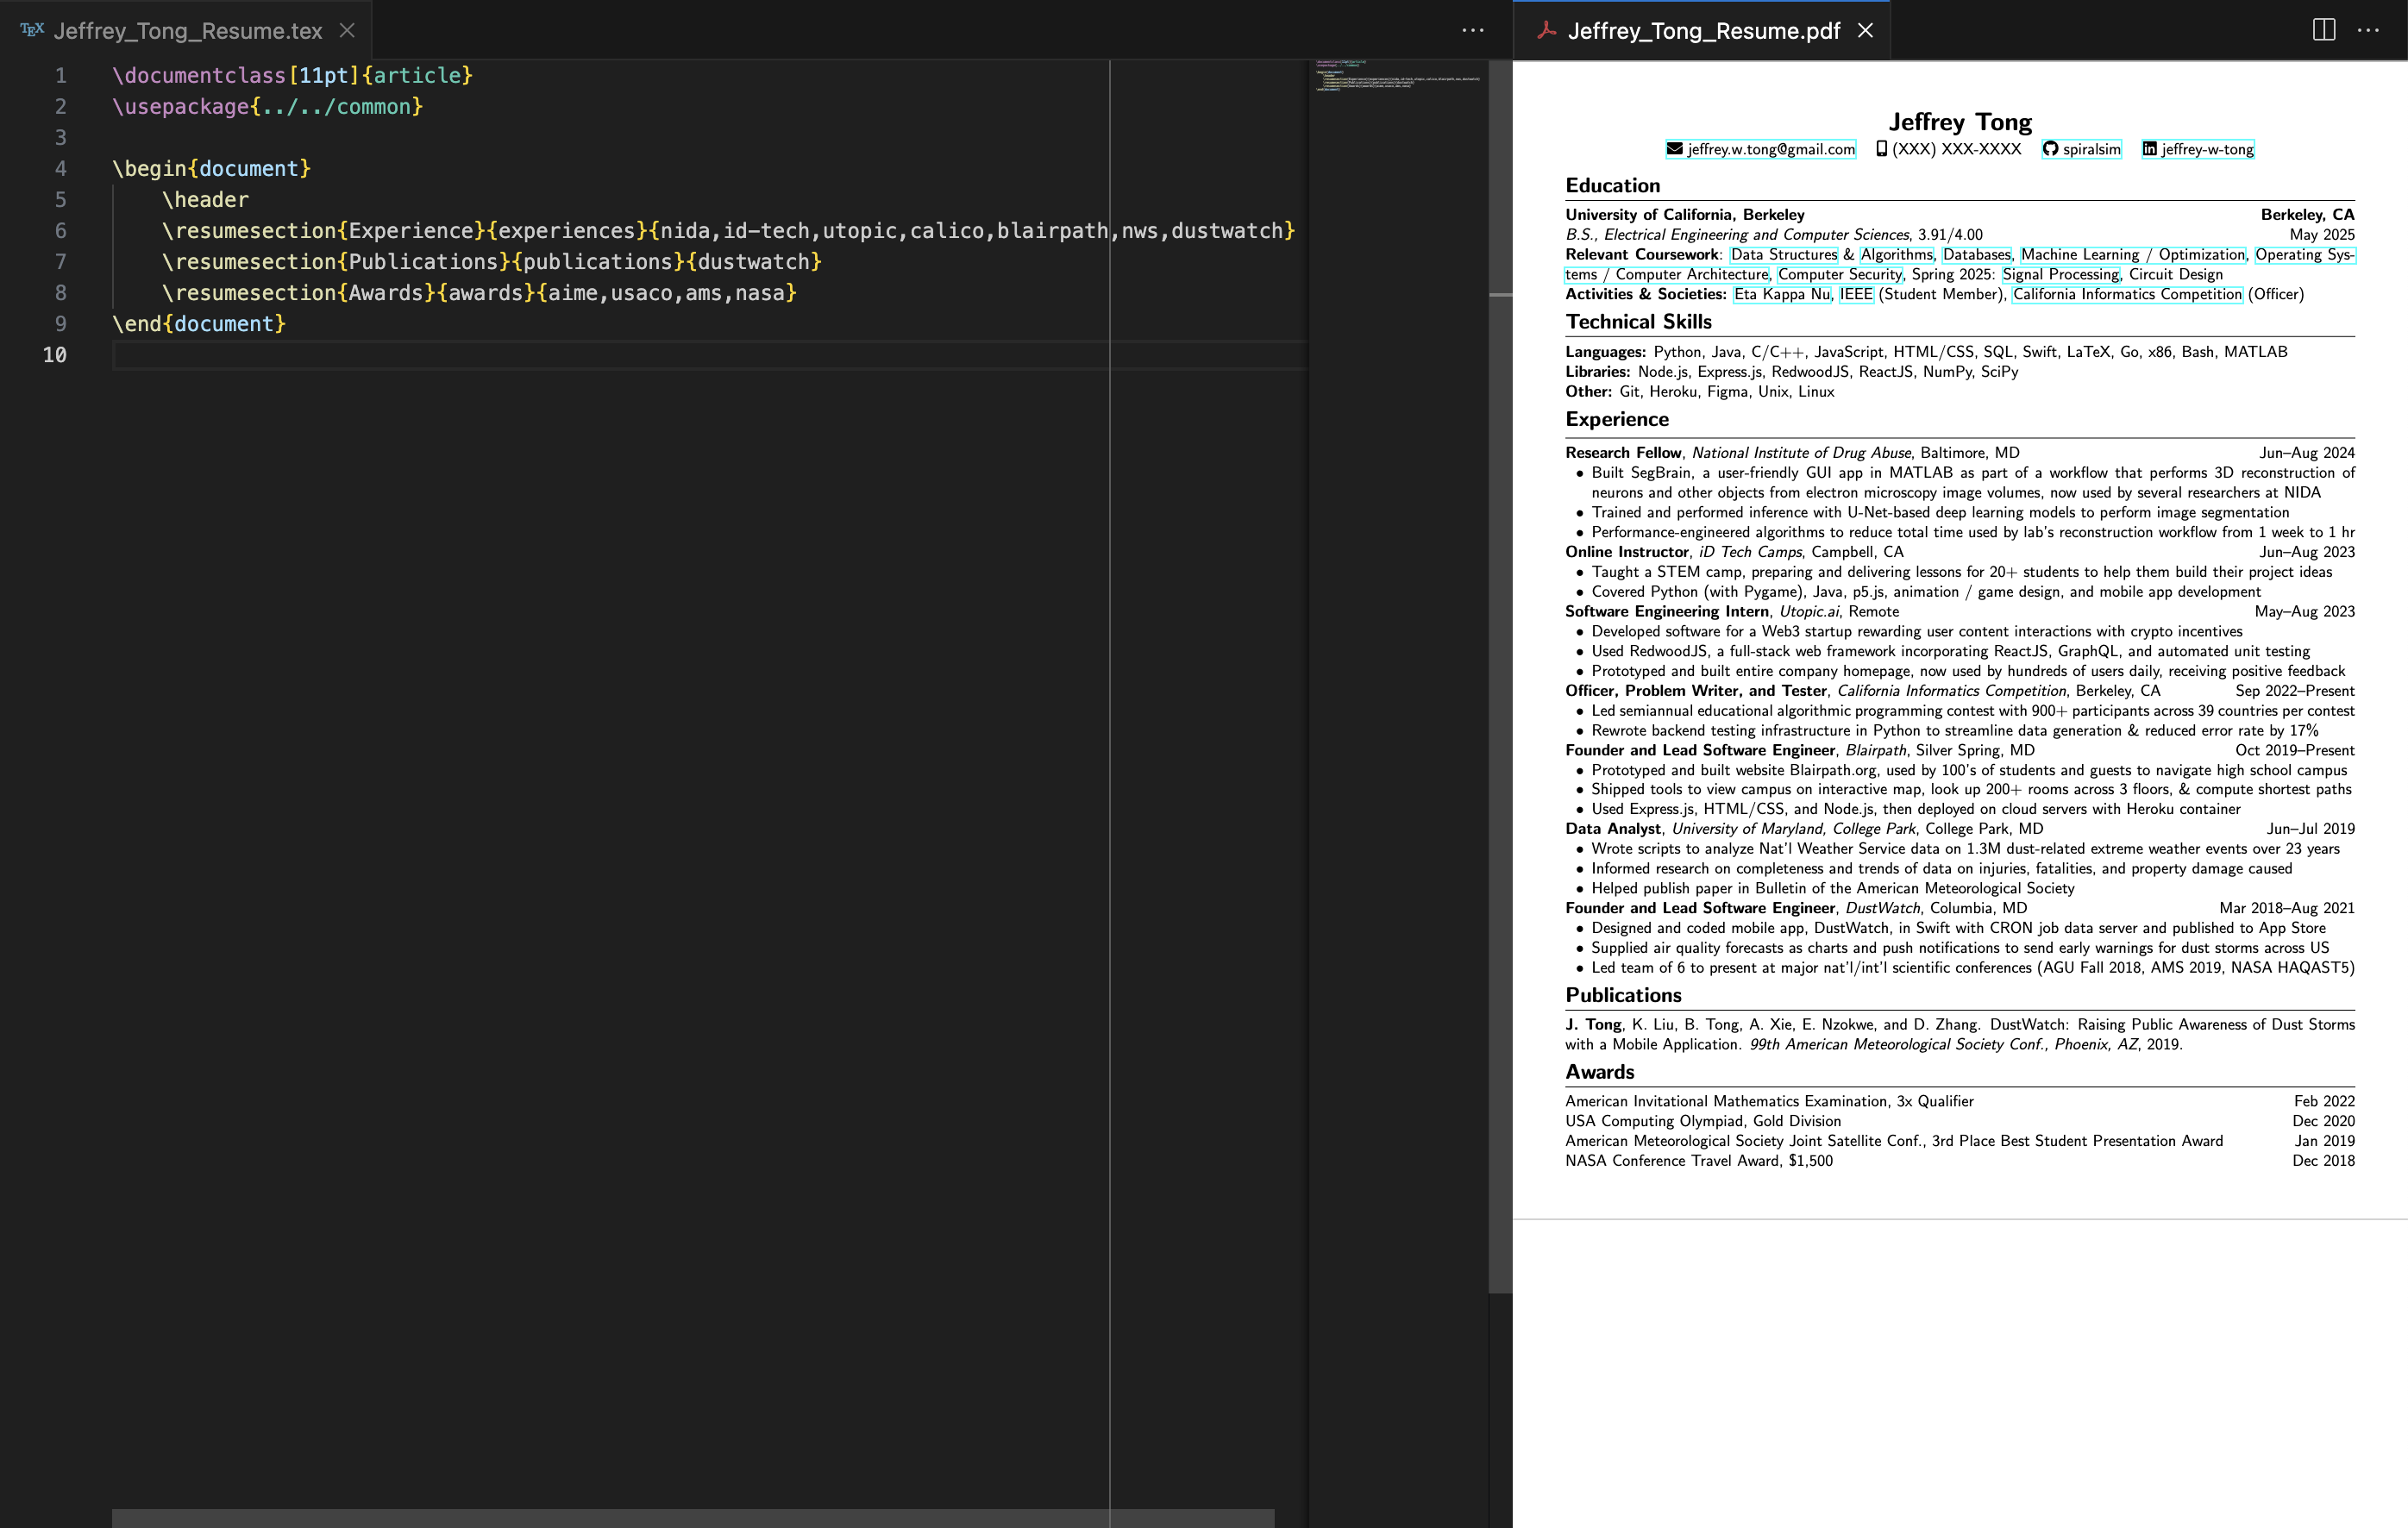 Jeffrey_Tong_Resume.tex
1 \documentclass[11pt]{article}
2 \usepackage{../../common}
3
4 \begin{document}
5 \header
6 \resumesection{Experience}{experiences}{nida,id-tech,utopic,calico,blairpath,nws,dustwatch}
7 \resumesection{Publications}{publications}{dustwatch}
8 \resumesection{Awards}{awards}{aime,usaco,ams,nasa}
9 \end{document}
10
Jeffrey_Tong_Resume.pdf
Jeffrey Tong
jeffrey.w.tong@gmail.com (XXX) XXX-XXXX spiralsim jeffrey-w-tong
Education
University of California, Berkeley Berkeley, CA
B.S., Electrical Engineering and Computer Sciences, 3.91/4.00 May 2025
Relevant Coursework: Data Structures & Algorithms, Databases, Machine Learning / Optimization, Operating Sys-
tems / Computer Architecture, Computer Security, Spring 2025: Signal Processing, Circuit Design
Activities & Societies: Eta Kappa Nu, IEEE (Student Member), California Informatics Competition (Officer)
Technical Skills
Languages: Python, Java, C/C++, JavaScript, HTML/CSS, SQL, Swift, LaTeX, Go, x86, Bash, MATLAB
Libraries: Node.js, Express.js, RedwoodJS, ReactJS, NumPy, SciPy
Other: Git, Heroku, Figma, Unix, Linux
Experience
Research Fellow, National Institute of Drug Abuse, Baltimore, MD Jun–Aug 2024
• Built SegBrain, a user-friendly GUI app in MATLAB as part of a workflow that performs 3D reconstruction of
neurons and other objects from electron microscopy image volumes, now used by several researchers at NIDA
• Trained and performed inference with U-Net-based deep learning models to perform image segmentation
• Performance-engineered algorithms to reduce total time used by lab's reconstruction workflow from 1 week to 1 hr
Online Instructor, iD Tech Camps, Campbell, CA Jun–Aug 2023
• Taught a STEM camp, preparing and delivering lessons for 20+ students to help them build their project ideas
• Covered Python (with Pygame), Java, p5.js, animation / game design, and mobile app development
Software Engineering Intern, Utopic.ai, Remote May–Aug 2023
• Developed software for a Web3 startup rewarding user content interactions with crypto incentives
• Used RedwoodJS, a full-stack web framework incorporating ReactJS, GraphQL, and automated unit testing
• Prototyped and built entire company homepage, now used by hundreds of users daily, receiving positive feedback
Officer, Problem Writer, and Tester, California Informatics Competition, Berkeley, CA Sep 2022–Present
• Led semiannual educational algorithmic programming contest with 900+ participants across 39 countries per contest
• Rewrote backend testing infrastructure in Python to streamline data generation & reduced error rate by 17%
Founder and Lead Software Engineer, Blairpath, Silver Spring, MD Oct 2019–Present
• Prototyped and built website Blairpath.org, used by 100's of students and guests to navigate high school campus
• Shipped tools to view campus on interactive map, look up 200+ rooms across 3 floors, & compute shortest paths
• Used Express.js, HTML/CSS, and Node.js, then deployed on cloud servers with Heroku container
Data Analyst, University of Maryland, College Park, College Park, MD Jun–Jul 2019
• Wrote scripts to analyze Nat'l Weather Service data on 1.3M dust-related extreme weather events over 23 years
• Informed research on completeness and trends of data on injuries, fatalities, and property damage caused
• Helped publish paper in Bulletin of the American Meteorological Society
Founder and Lead Software Engineer, DustWatch, Columbia, MD Mar 2018–Aug 2021
• Designed and coded mobile app, DustWatch, in Swift with CRON job data server and published to App Store
• Supplied air quality forecasts as charts and push notifications to send early warnings for dust storms across US
• Led team of 6 to present at major nat'l/int'l scientific conferences (AGU Fall 2018, AMS 2019, NASA HAQAST5)
Publications
J. Tong, K. Liu, B. Tong, A. Xie, E. Nzokwe, and D. Zhang. DustWatch: Raising Public Awareness of Dust Storms
with a Mobile Application. 99th American Meteorological Society Conf., Phoenix, AZ, 2019.
Awards
American Invitational Mathematics Examination, 3x Qualifier Feb 2022
USA Computing Olympiad, Gold Division Dec 2020
American Meteorological Society Joint Satellite Conf., 3rd Place Best Student Presentation Award Jan 2019
NASA Conference Travel Award, $1,500 Dec 2018